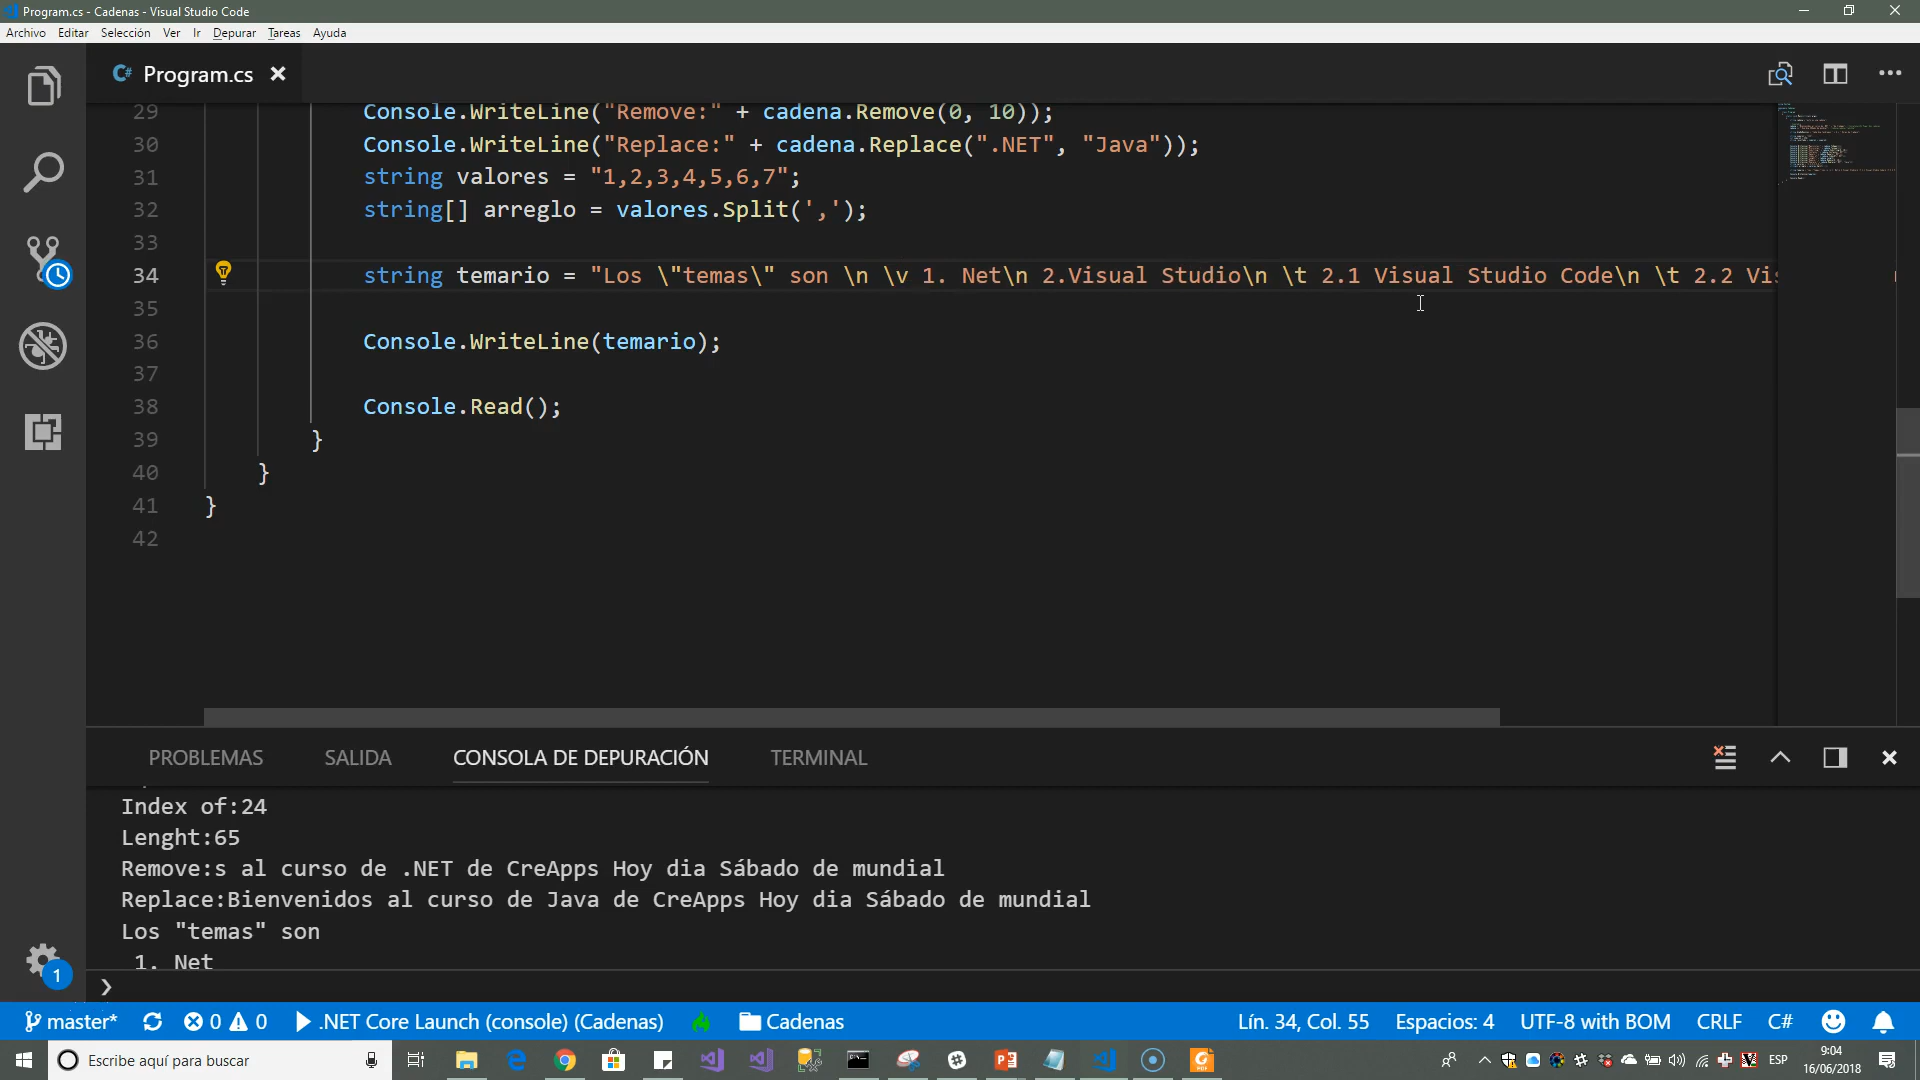 Program.cs - Cadenas - Visual Studio Code
Archivo Editar Selección Ver Ir Depurar Tareas Ayuda
C# Program.cs
29 Console.WriteLine("Remove:" + cadena.Remove(0, 10));
30 Console.WriteLine("Replace:" + cadena.Replace(".NET", "Java"));
31 string valores = "1,2,3,4,5,6,7";
32 string[] arreglo = valores.Split(',');
33
34 string temario = "Los \"temas\" son \n \v 1. Net\n 2.Visual Studio\n \t 2.1 Visual Studio Code\n \t 2.2 Vis
35
36 Console.WriteLine(temario);
37
38 Console.Read();
39 }
40 }
41 }
42
PROBLEMAS SALIDA CONSOLA DE DEPURACIÓN TERMINAL
Index of:24
Lenght:65
Remove:s al curso de .NET de CreApps Hoy dia Sábado de mundial
Replace:Bienvenidos al curso de Java de CreApps Hoy dia Sábado de mundial
Los "temas" son
1. Net
1
master* 0 0 .NET Core Launch (console) (Cadenas) Cadenas Lín. 34, Col. 55 Espacios: 4 UTF-8 with BOM CRLF C#
Escribe aquí para buscar ESP 9:04
16/06/2018